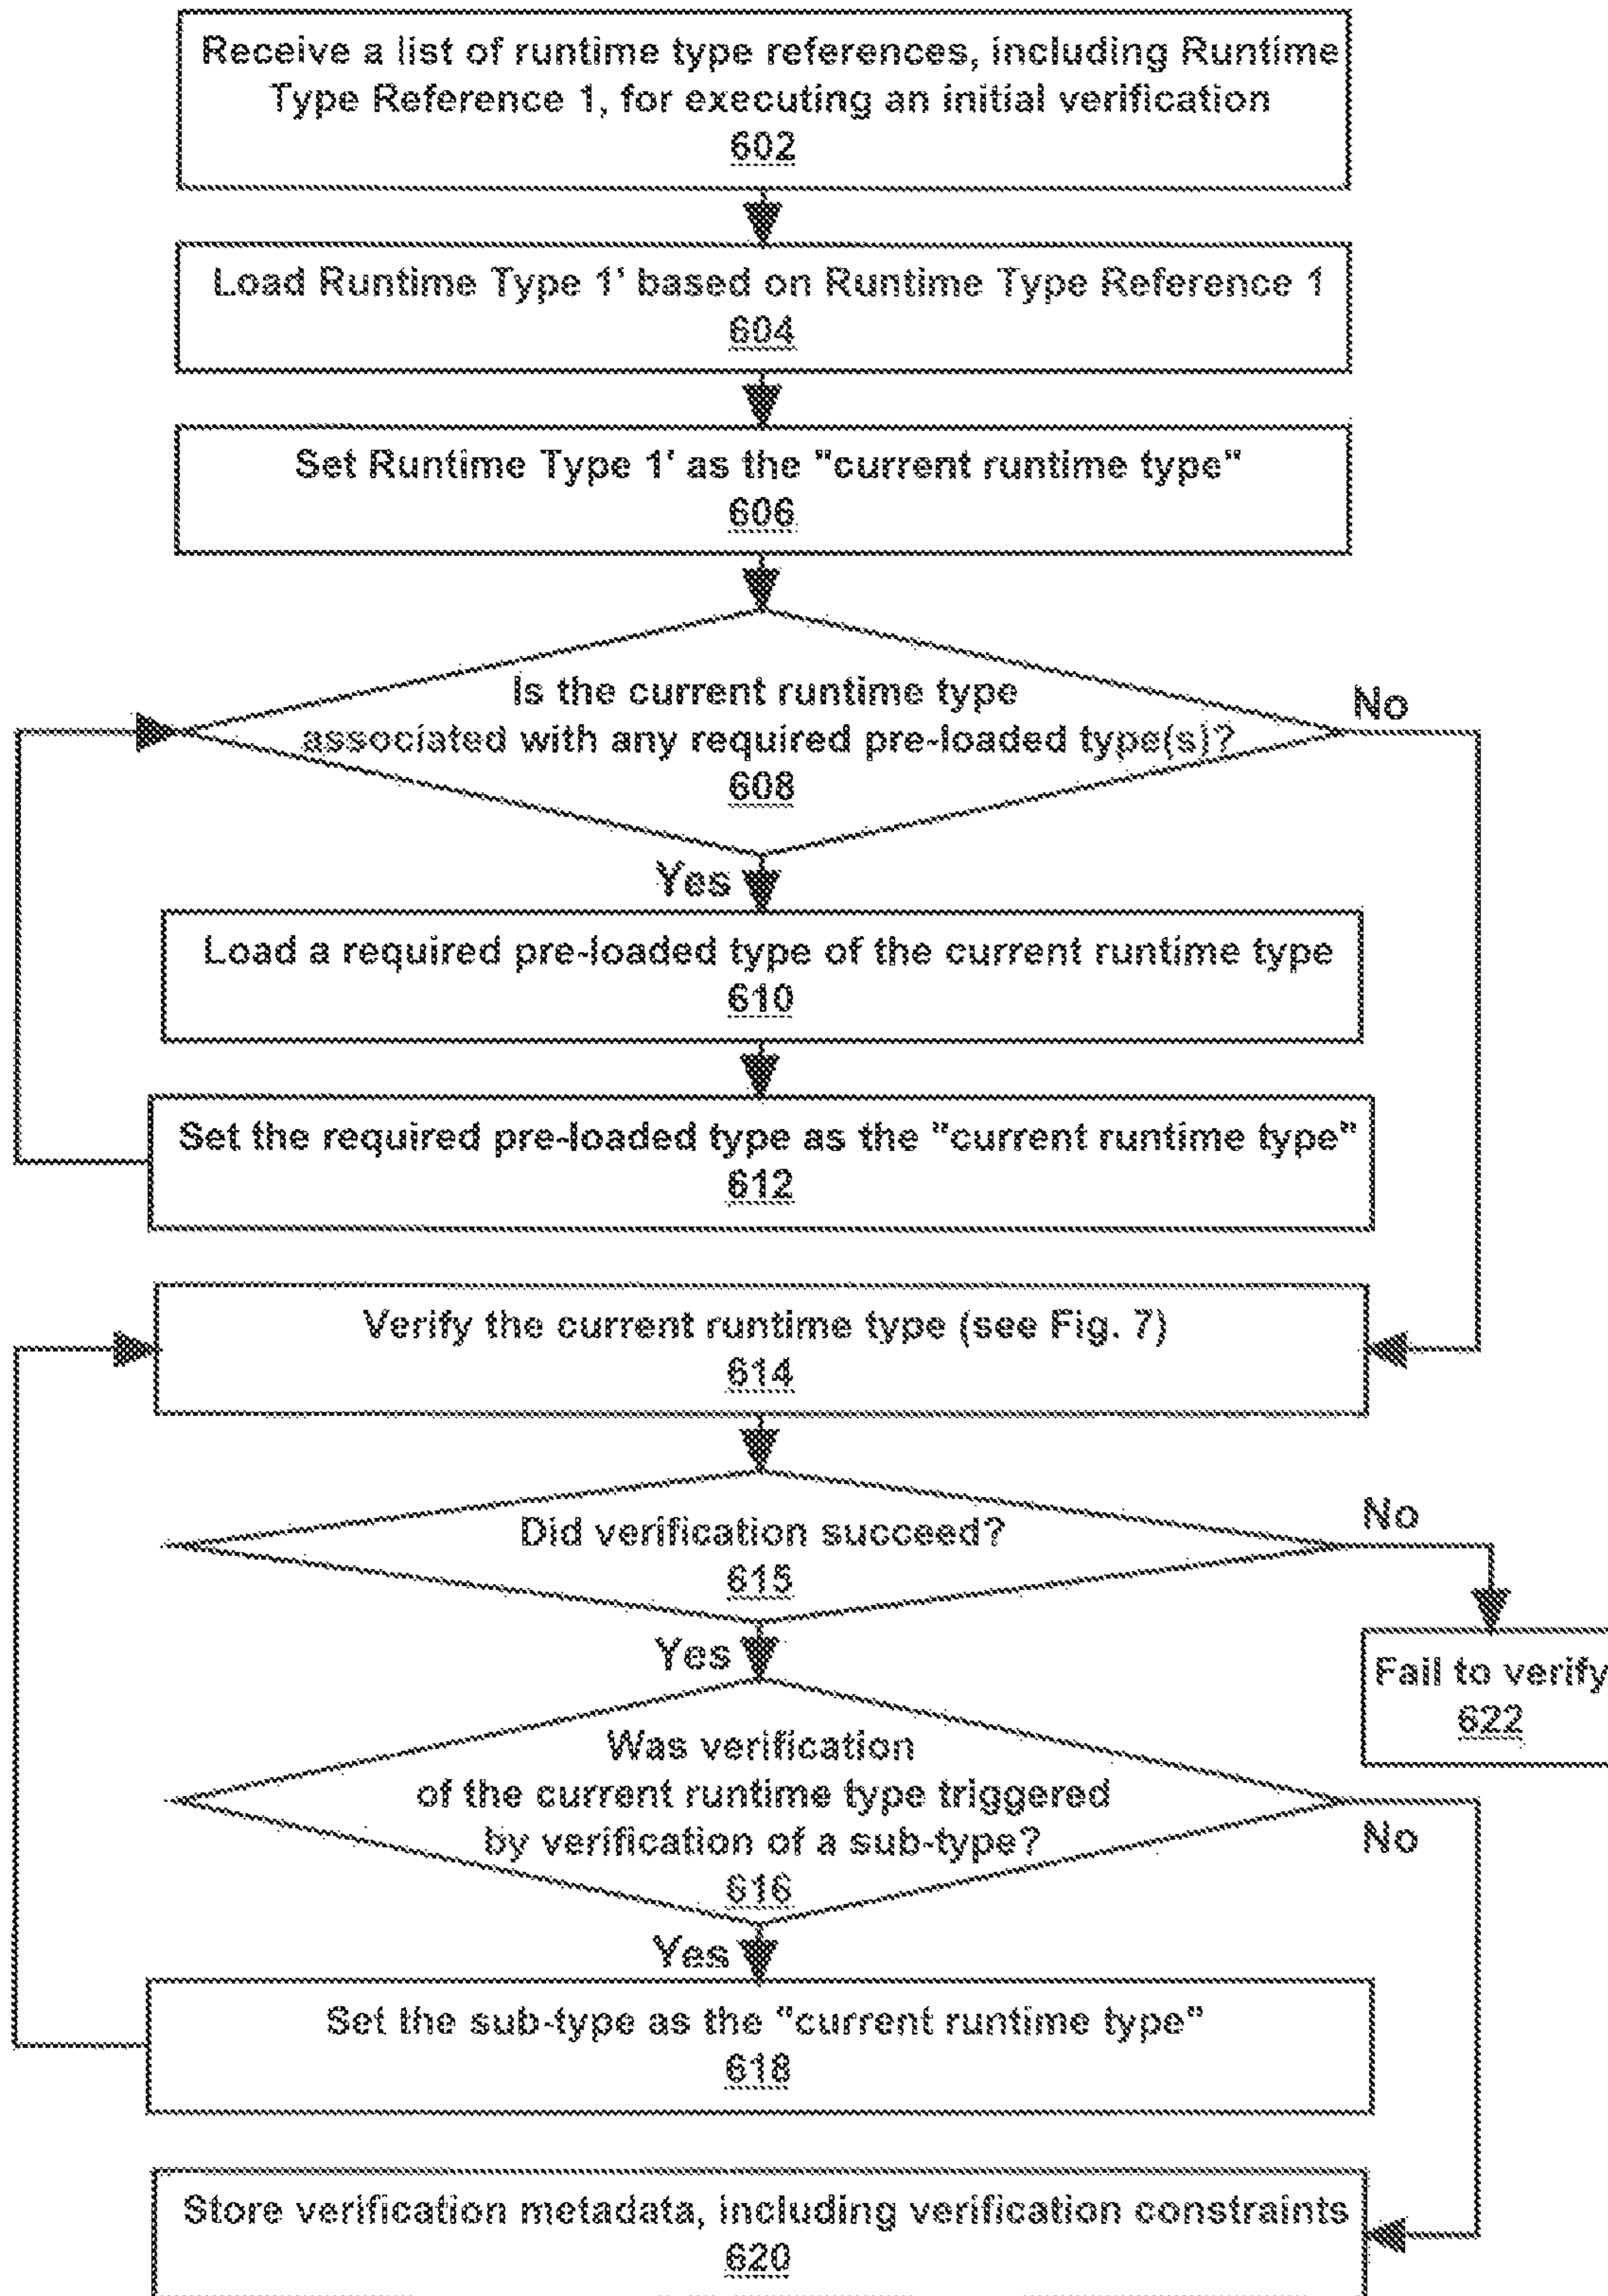 Receive a list of runtime type references, including Runtime
Type Reference 1, for executing an initial verification
602
Load Runtime Type 1' based on Runtime Type Reference 1
604
Set Runtime Type 1' as the "current runtime type"
606
Is the current runtime type
associated with any required pre-loaded type(s)?
608
No
Yes
Load a required pre-loaded type of the current runtime type
610
Set the required pre-loaded type as the "current runtime type"
612
Verify the current runtime type (see Fig. 7)
614
Did verification succeed?
615
No
Yes
Fail to verify
622
Was verification
of the current runtime type triggered
by verification of a sub-type?
616
No
Yes
Set the sub-type as the "current runtime type"
618
Store verification metadata, including verification constraints
620